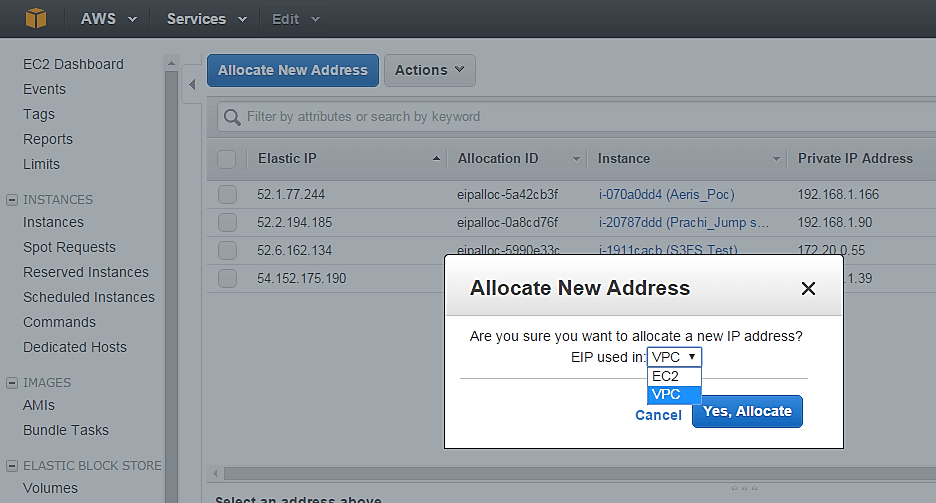 AWS Services Edit
EC2 Dashboard
Events
Tags
Reports
Limits
INSTANCES
Instances
Spot Requests
Reserved Instances
Scheduled Instances
Commands
Dedicated Hosts
IMAGES
AMIs
Bundle Tasks
ELASTIC BLOCK STORE
Volumes
Allocate New Address Actions
Filter by attributes or search by keyword
Elastic IP Allocation ID Instance Private IP Address
52.1.77.244 eipalloc-5a42cb3f i-070a0dd4 (Aeris_Poc) 192.168.1.166
52.2.194.185 eipalloc-0a8cd76f i-20787ddd (Prachi_Jump s... 192.168.1.90
52.6.162.134 eipalloc-5990e33c i-1911cacb (S3FS Test) 172.20.0.55
54.152.175.190 .1.39
Allocate New Address
Are you sure you want to allocate a new IP address?
EIP used in: VPC
EC2
VPC
Cancel Yes, Allocate
Select an address above